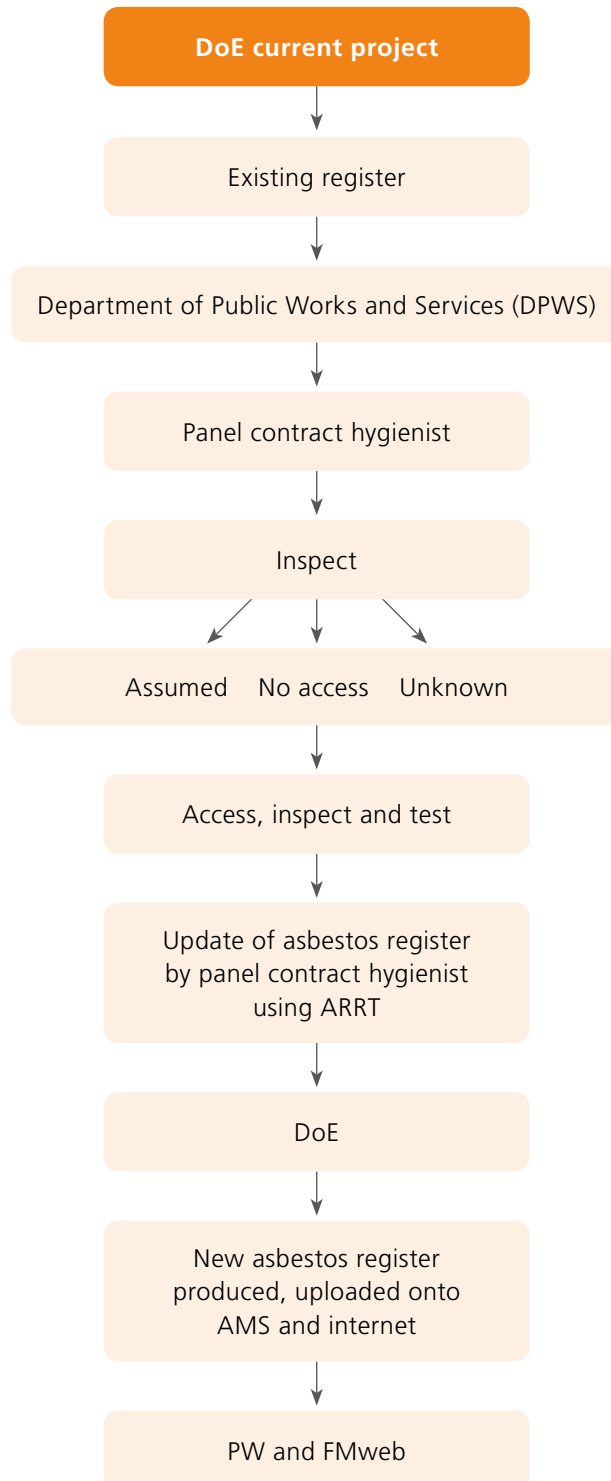 DoE current project
Existing register
Department of Public Works and Services (DPWS)
Panel contract hygienist
Inspect
Assumed No access Unknown
Access, inspect and test
Update of asbestos register
by panel contract hygienist
using ARRT
DoE
New asbestos register
produced, uploaded onto
AMS and internet
PW and FMweb